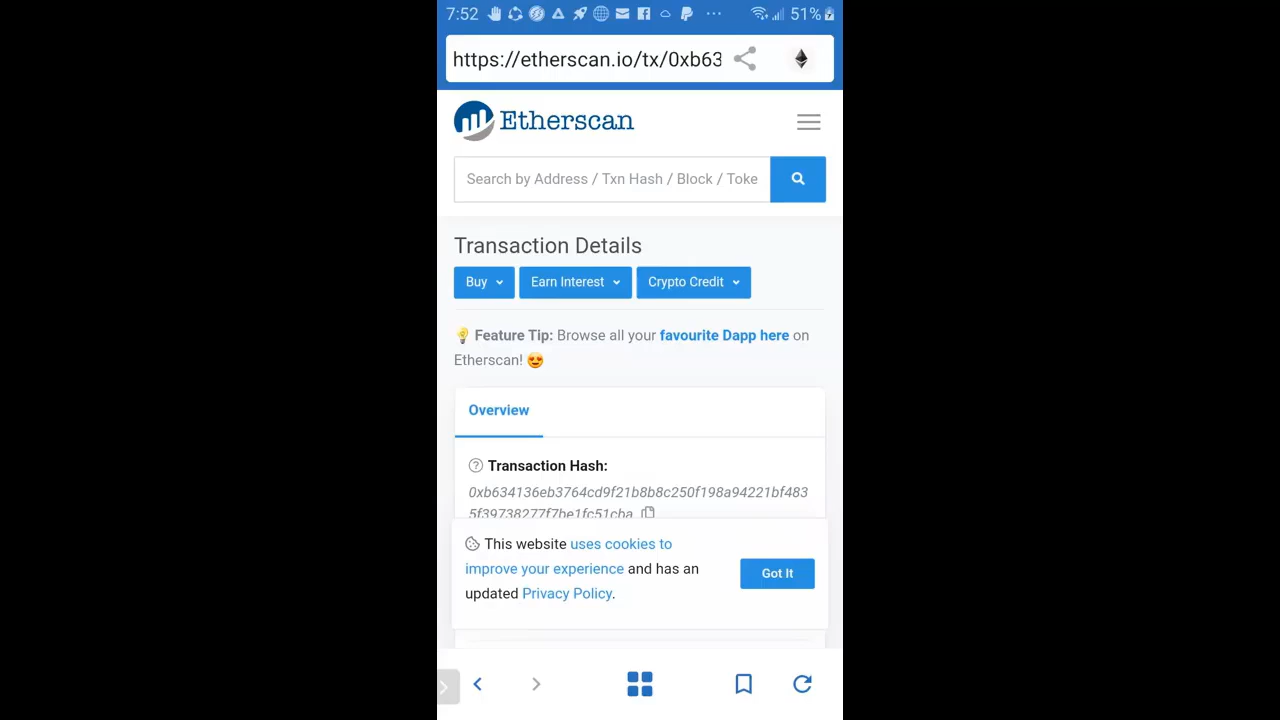 7:52
51%
https://etherscan.io/tx/0xb63
Etherscan
Search by Address / Txn Hash / Block / Toke
Transaction Details
Buy Earn Interest Crypto Credit
Feature Tip: Browse all your favourite Dapp here on
Etherscan! 😍
Overview
Transaction Hash:
0xb634136eb3764cd9f21b8b8c250f198a94221bf483
5f39738277f7be1fc51cba
This website uses cookies to
improve your experience and has an
updated Privacy Policy.
Got It